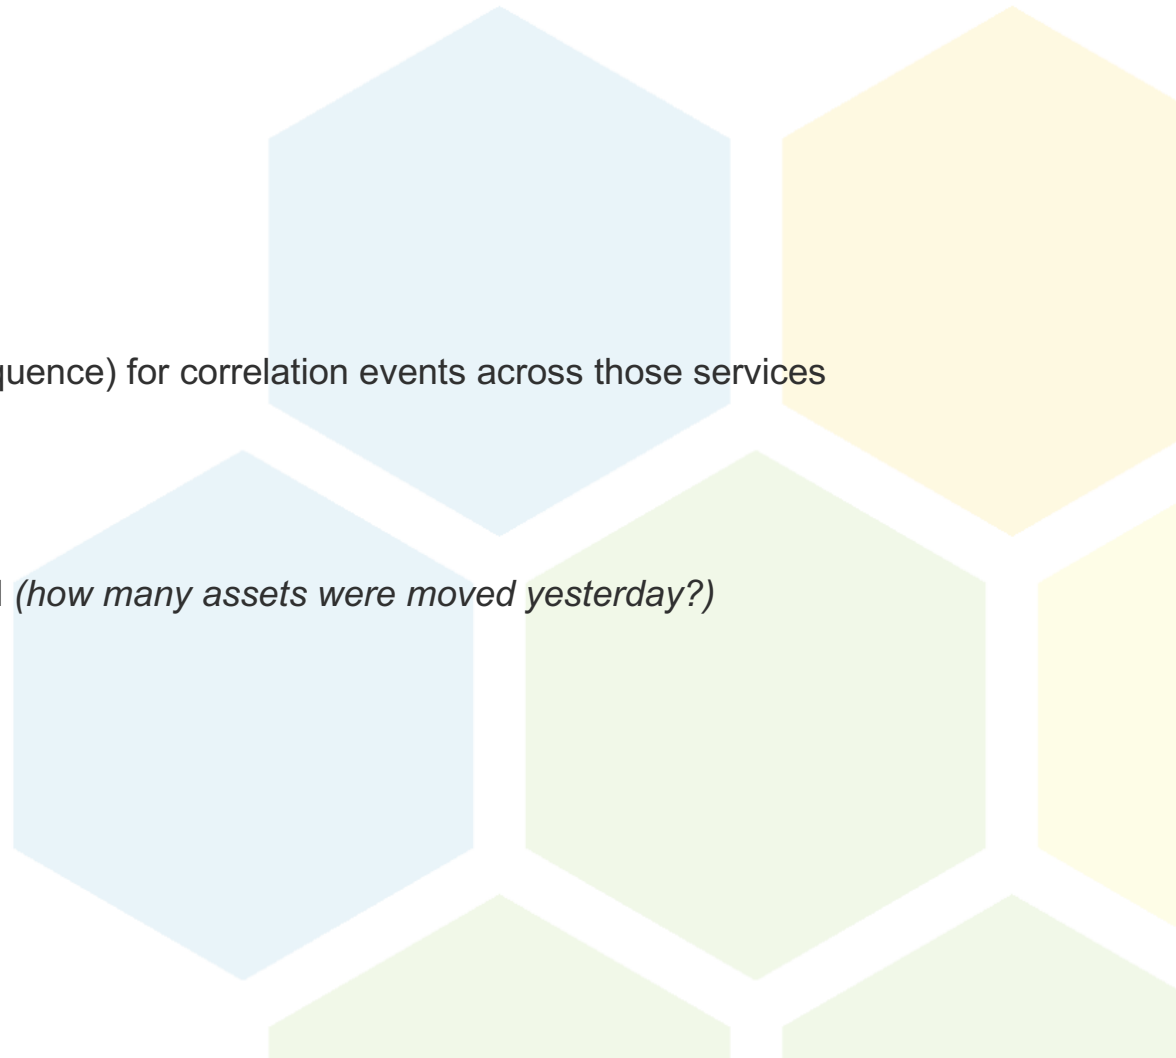 quence) for correlation events across those services
(how many assets were moved yesterday?)